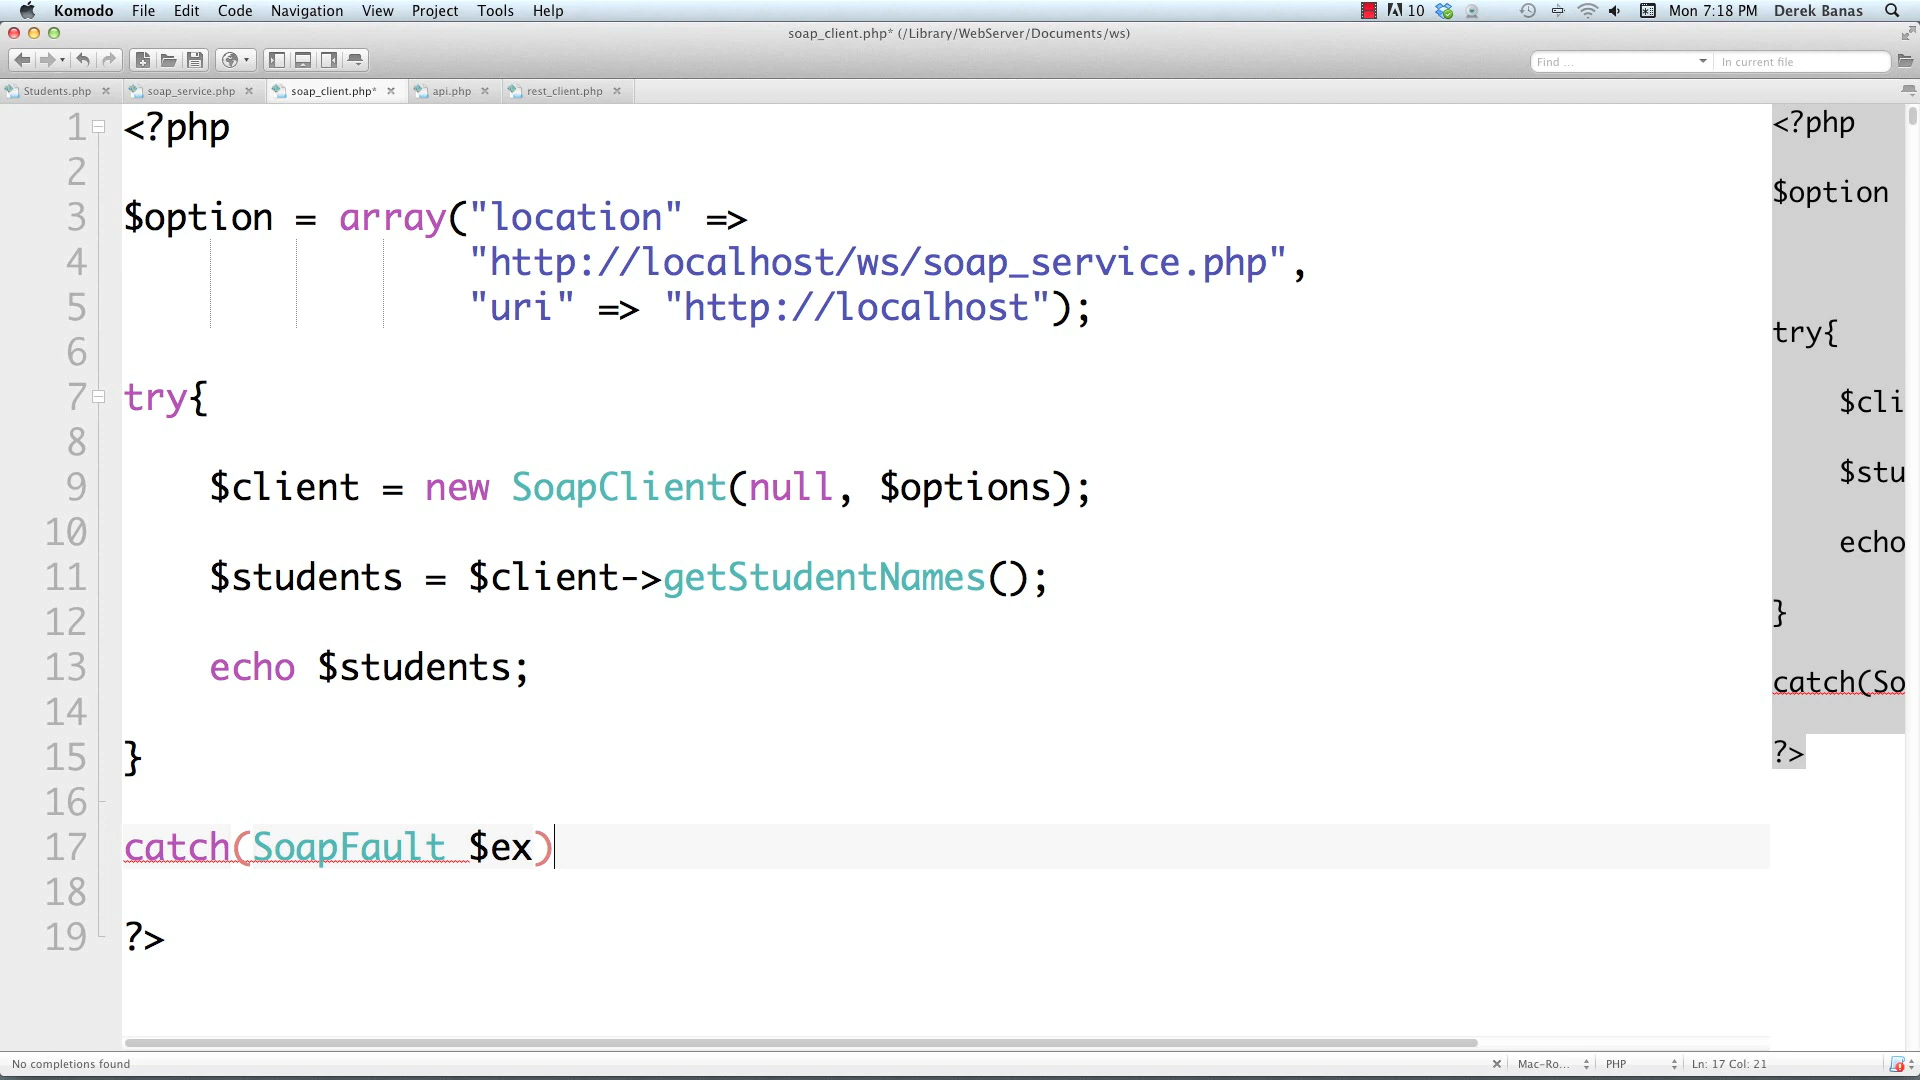 Komodo File Edit Code Navigation View Project Tools Help 10 Mon 7:18 PM Derek Banas
soap_client.php* (/Library/WebServer/Documents/ws)
Find ... In current file
Students.php soap_service.php soap_client.php* api.php rest_client.php
1 <?php
2
3 $option = array("location" =>
4 "http://localhost/ws/soap_service.php",
5 "uri" => "http://localhost");
6
7 try{
8
9 $client = new SoapClient(null, $options);
10
11 $students = $client->getStudentNames();
12
13 echo $students;
14
15 }
16
17 catch(SoapFault $ex)
18
19 ?>
<?php
$option
try{
$cli
$stu
echo
}
catch(So
?>
No completions found Mac-Ro... PHP Ln: 17 Col: 21